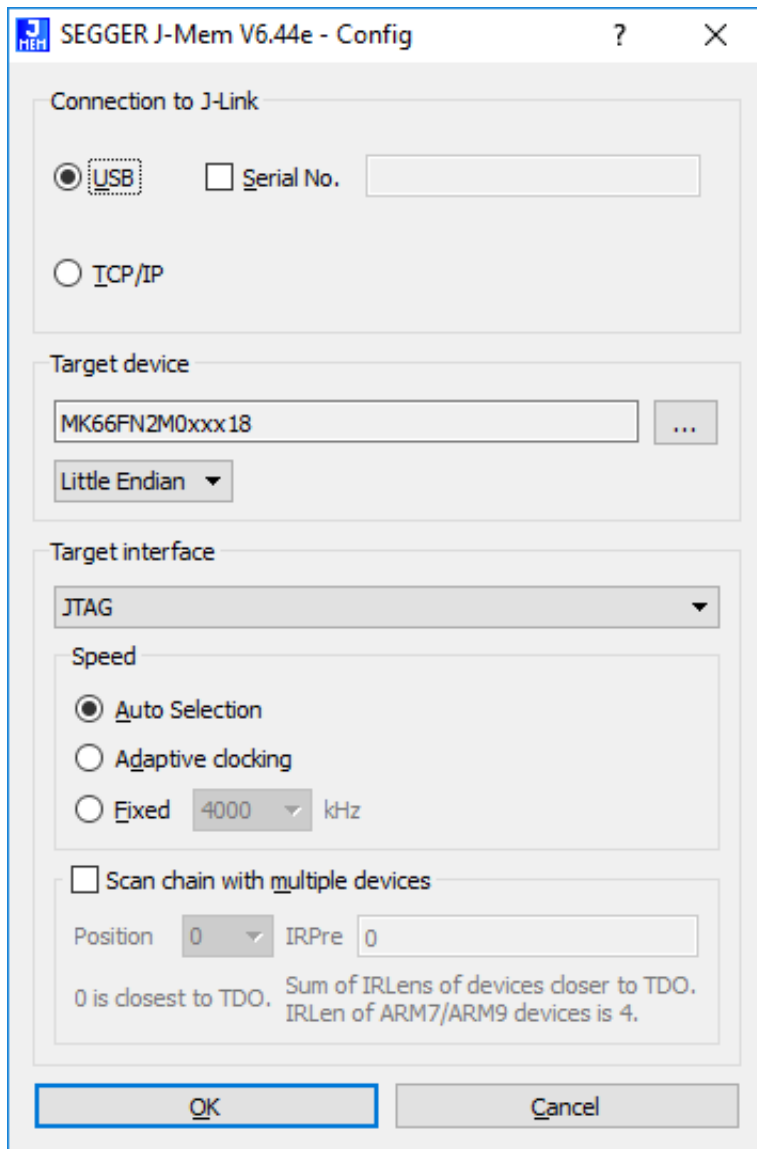 J
MEM
SEGGER J-Mem V6.44e - Config
Connection to J-Link
USB Serial No.
TCP/IP
Target device
MK66FN2M0xxx18 ...
Little Endian
Target interface
JTAG
Speed
Auto Selection
Adaptive clocking
Fixed 4000 kHz
Scan chain with multiple devices
Position 0 IRPre 0
0 is closest to TDO. Sum of IRLens of devices closer to TDO.
IRLen of ARM7/ARM9 devices is 4.
OK Cancel